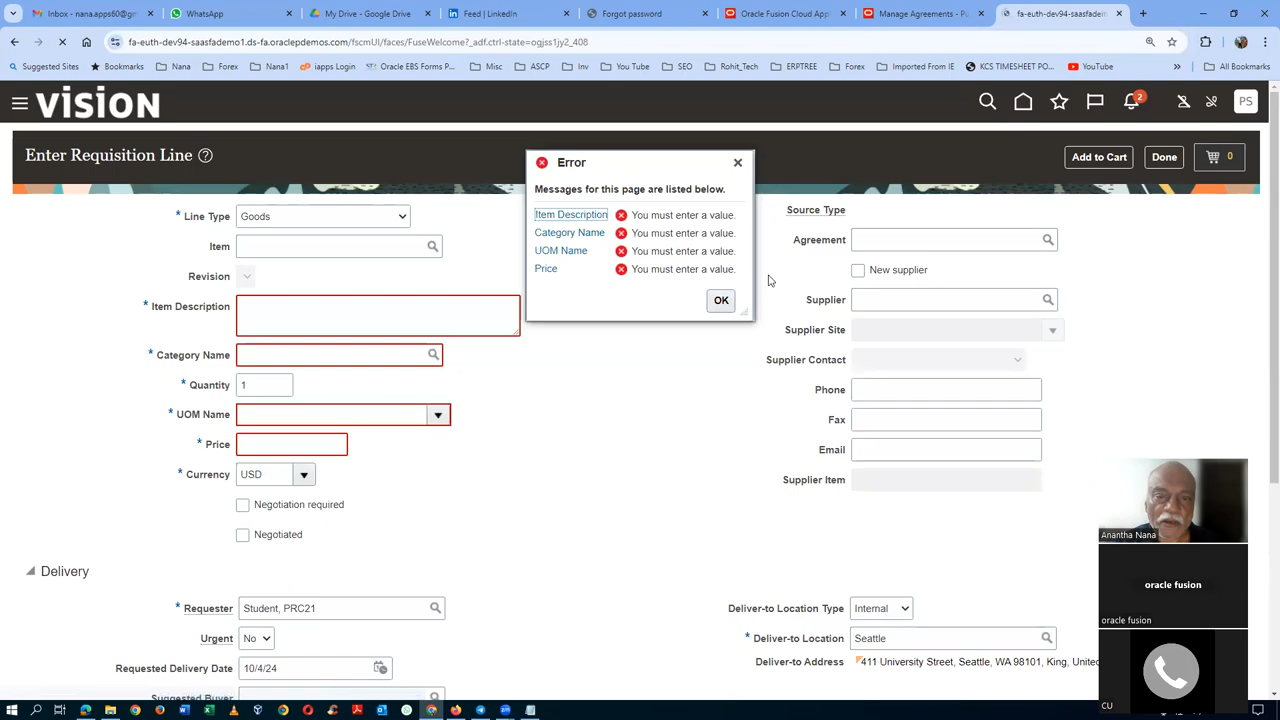 Inbox - nana.apps60@gm
WhatsApp
My Drive - Google Drive
Feed | LinkedIn
Forgot password
Oracle Fusion Cloud App
Manage Agreements - Pu
fa-euth-dev94-saasfademo1
fa-euth-dev94-saasfademo1.ds-fa.oraclepdemos.com/fscmUI/faces/FuseWelcome?_adf.ctrl-state=ogjss1jy2_408
Suggested Sites
Bookmarks
Nana
Forex
Nana1
iapps Login
Oracle EBS Forms P...
Misc
ASCP
Inv
You Tube
SEO
Rohit_Tech
ERPTREE
Forex
Imported From IE
KCS TIMESHEET PO...
YouTube
»
All Bookmarks
vision
2
PS
Enter Requisition Line
Add to Cart
Done
0
Error
Messages for this page are listed below.
Item Description You must enter a value.
Category Name You must enter a value.
UOM Name You must enter a value.
Price You must enter a value.
OK
* Line Type Goods
Item
Revision
* Item Description
* Category Name
* Quantity 1
* UOM Name
* Price
* Currency USD
Negotiation required
Negotiated
Source Type
Agreement
New supplier
Supplier
Supplier Site
Supplier Contact
Phone
Fax
Email
Supplier Item
Delivery
* Requester Student, PRC21
Urgent No
Requested Delivery Date 10/4/24
Suggested Buyer
Deliver-to Location Type Internal
* Deliver-to Location Seattle
Deliver-to Address 411 University Street, Seattle, WA 98101, King, United
Anantha Nana
oracle fusion
oracle fusion
CU